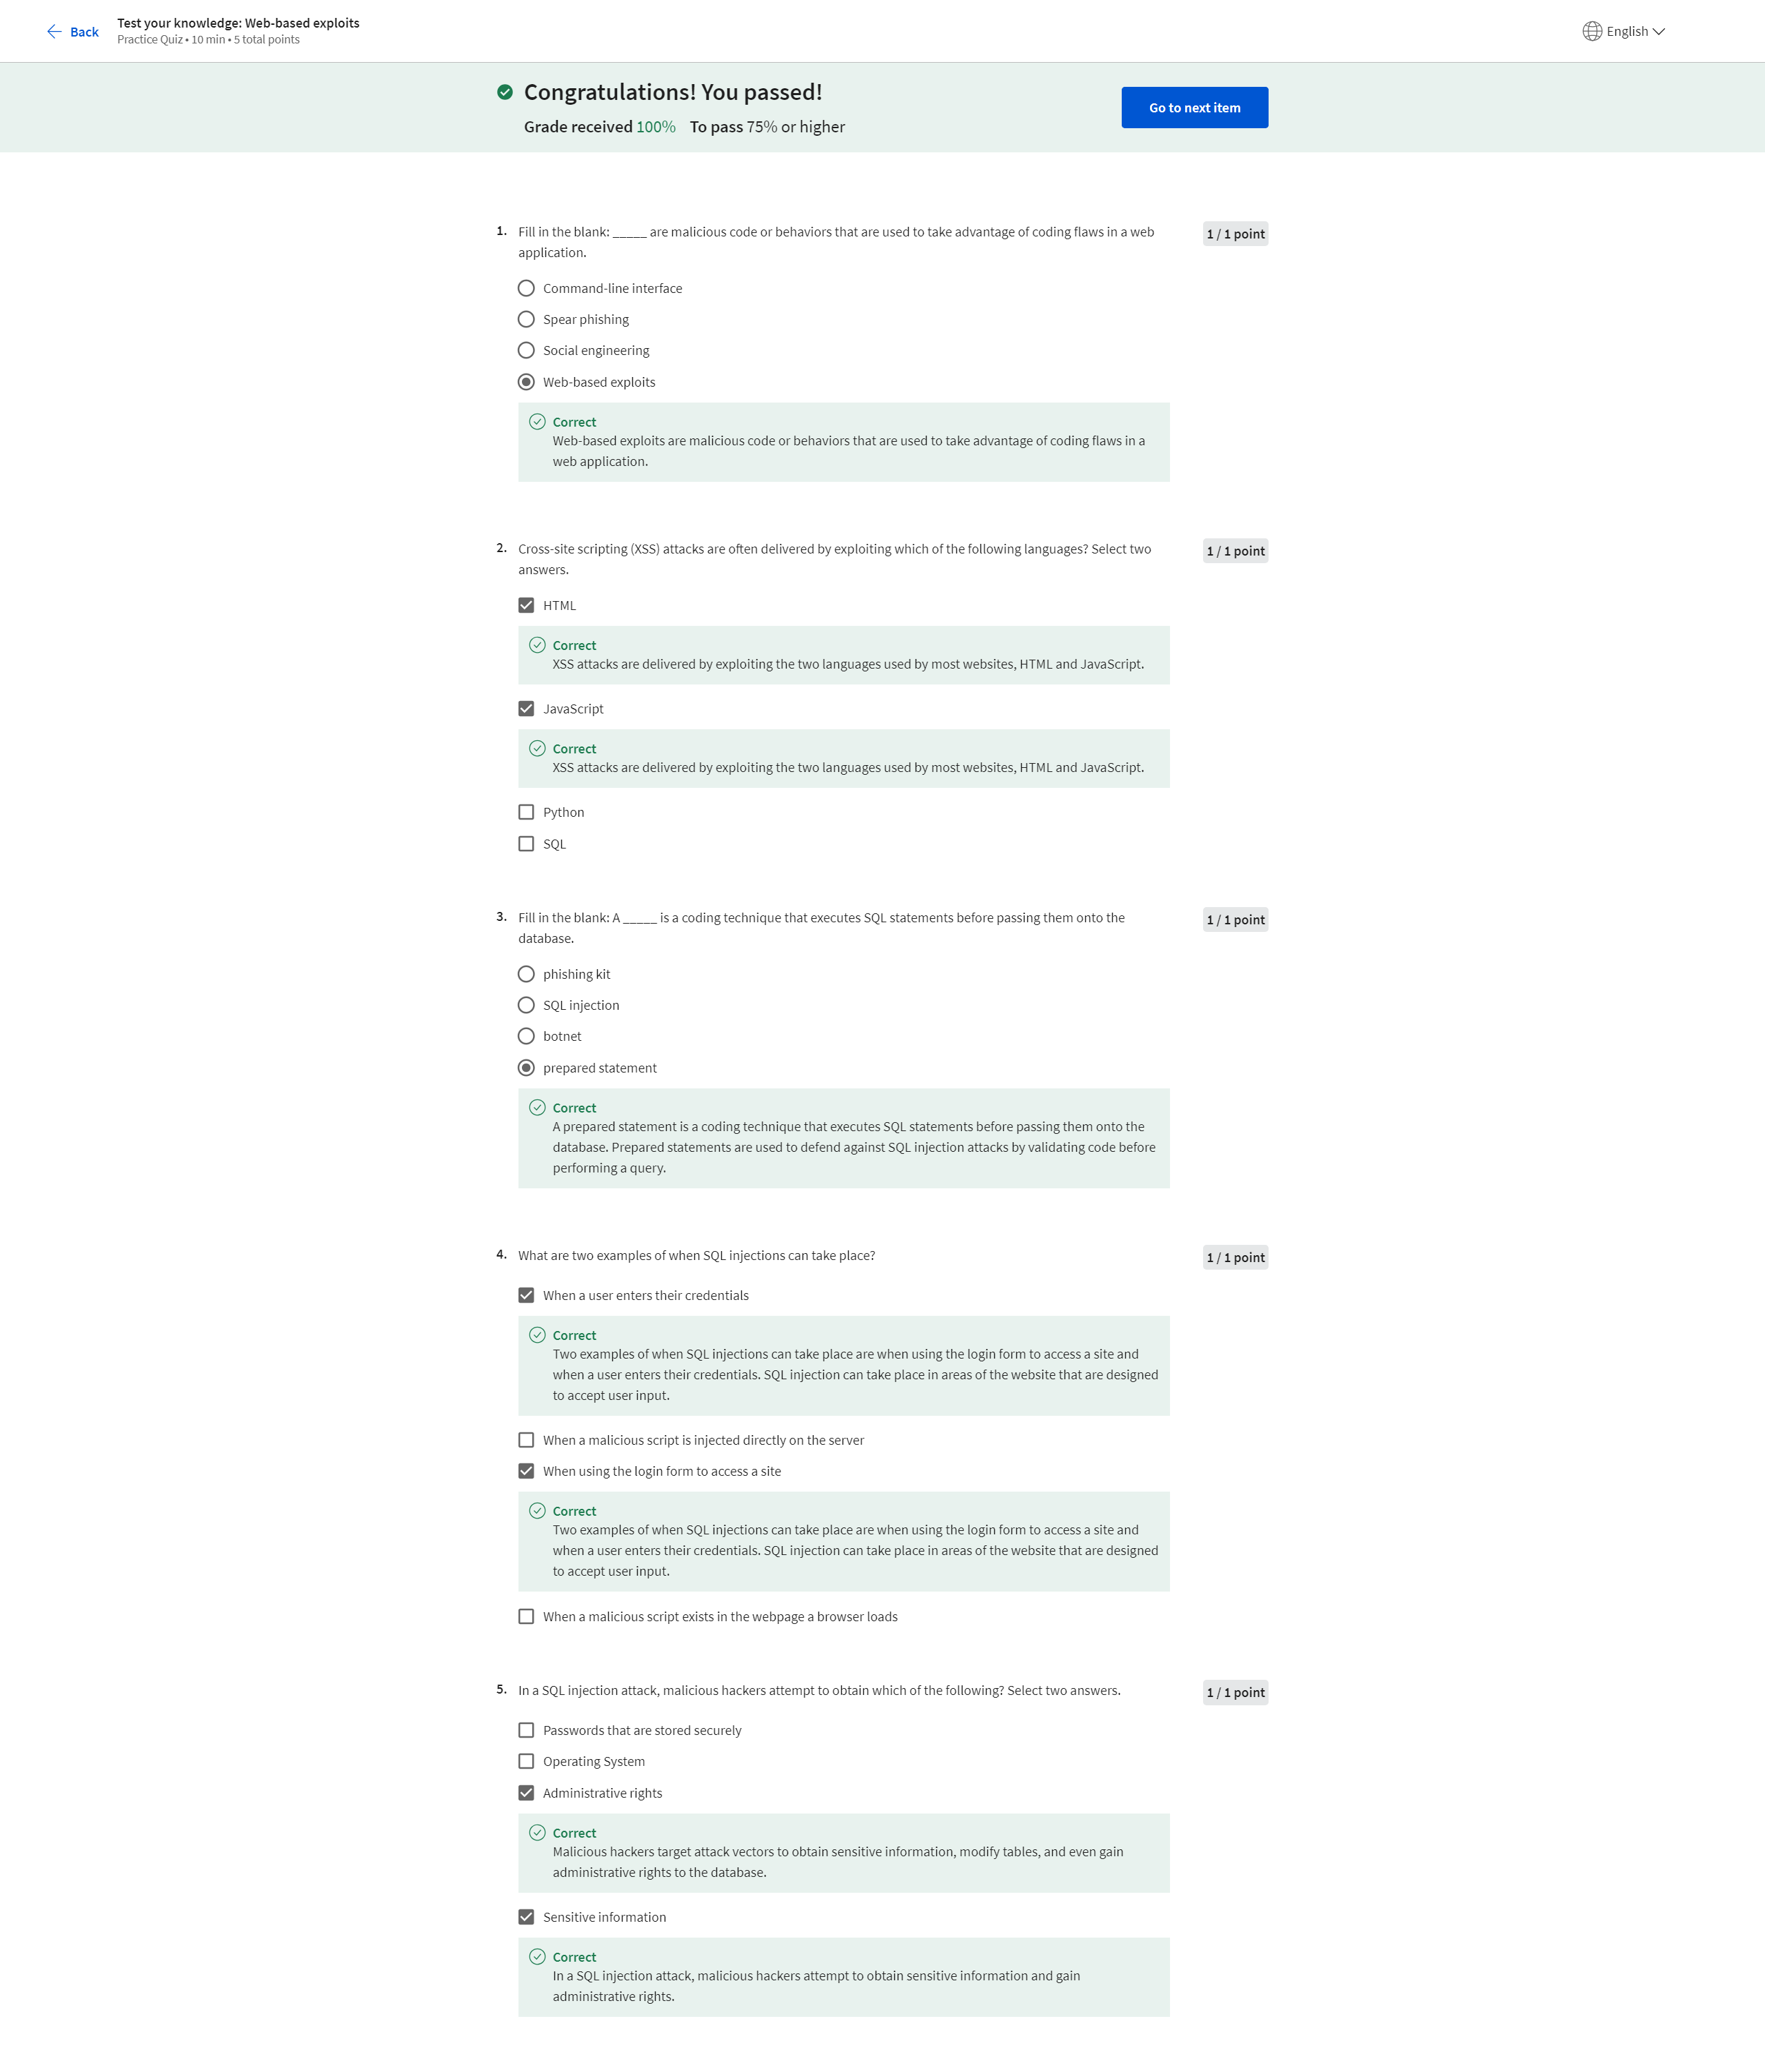 Back
Test your knowledge: Web-based exploits
Practice Quiz • 10 min • 5 total points
English
Congratulations! You passed!
Grade received 100% To pass 75% or higher
Go to next item
1. Fill in the blank: _____ are malicious code or behaviors that are used to take advantage of coding flaws in a web
application.
1 / 1 point
Command-line interface
Spear phishing
Social engineering
Web-based exploits
Correct
Web-based exploits are malicious code or behaviors that are used to take advantage of coding flaws in a
web application.
2. Cross-site scripting (XSS) attacks are often delivered by exploiting which of the following languages? Select two
answers.
1 / 1 point
HTML
Correct
XSS attacks are delivered by exploiting the two languages used by most websites, HTML and JavaScript.
JavaScript
Correct
XSS attacks are delivered by exploiting the two languages used by most websites, HTML and JavaScript.
Python
SQL
3. Fill in the blank: A _____ is a coding technique that executes SQL statements before passing them onto the
database.
1 / 1 point
phishing kit
SQL injection
botnet
prepared statement
Correct
A prepared statement is a coding technique that executes SQL statements before passing them onto the
database. Prepared statements are used to defend against SQL injection attacks by validating code before
performing a query.
4. What are two examples of when SQL injections can take place?
1 / 1 point
When a user enters their credentials
Correct
Two examples of when SQL injections can take place are when using the login form to access a site and
when a user enters their credentials. SQL injection can take place in areas of the website that are designed
to accept user input.
When a malicious script is injected directly on the server
When using the login form to access a site
Correct
Two examples of when SQL injections can take place are when using the login form to access a site and
when a user enters their credentials. SQL injection can take place in areas of the website that are designed
to accept user input.
When a malicious script exists in the webpage a browser loads
5. In a SQL injection attack, malicious hackers attempt to obtain which of the following? Select two answers.
1 / 1 point
Passwords that are stored securely
Operating System
Administrative rights
Correct
Malicious hackers target attack vectors to obtain sensitive information, modify tables, and even gain
administrative rights to the database.
Sensitive information
Correct
In a SQL injection attack, malicious hackers attempt to obtain sensitive information and gain
administrative rights.